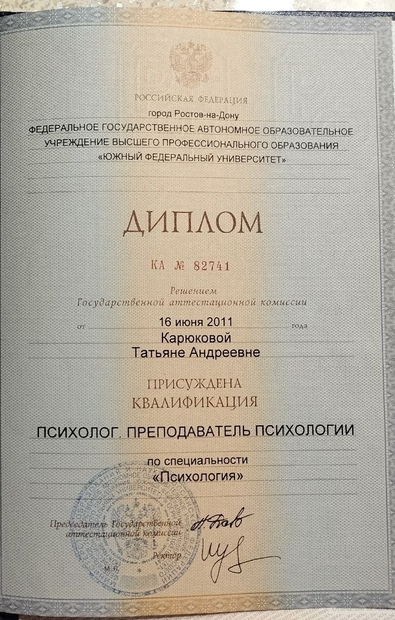 РОССИЙСКАЯ ФЕДЕРАЦИЯ
город Ростов-на-Дону
ФЕДЕРАЛЬНОЕ ГОСУДАРСТВЕННОЕ АВТОНОМНОЕ ОБРАЗОВАТЕЛЬНОЕ
УЧРЕЖДЕНИЕ ВЫСШЕГО ПРОФЕССИОНАЛЬНОГО ОБРАЗОВАНИЯ
«ЮЖНЫЙ ФЕДЕРАЛЬНЫЙ УНИВЕРСИТЕТ»
ДИПЛОМ
КА № 82741
Решением
Государственной аттестационной комиссии
от 16 июня 2011 года
Карюковой
Татьяне Андреевне
ПРИСУЖДЕНА
КВАЛИФИКАЦИЯ
ПСИХОЛОГ. ПРЕПОДАВАТЕЛЬ ПСИХОЛОГИИ
по специальности
«Психология»
Председатель Государственной
аттестационной комиссии
Ректор
М.П.